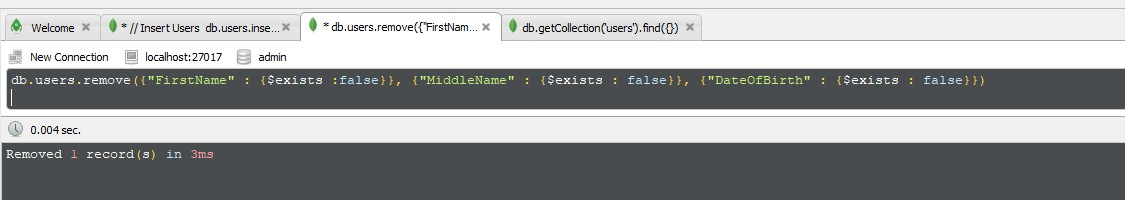 Welcome * // Insert Users db.users.inse... * db.users.remove({"FirstNam... db.getCollection('users').find({})
New Connection localhost:27017 admin
db.users.remove({"FirstName" : {$exists :false}}, {"MiddleName" : {$exists : false}}, {"DateOfBirth" : {$exists : false}})
0.004 sec.
Removed 1 record(s) in 3ms